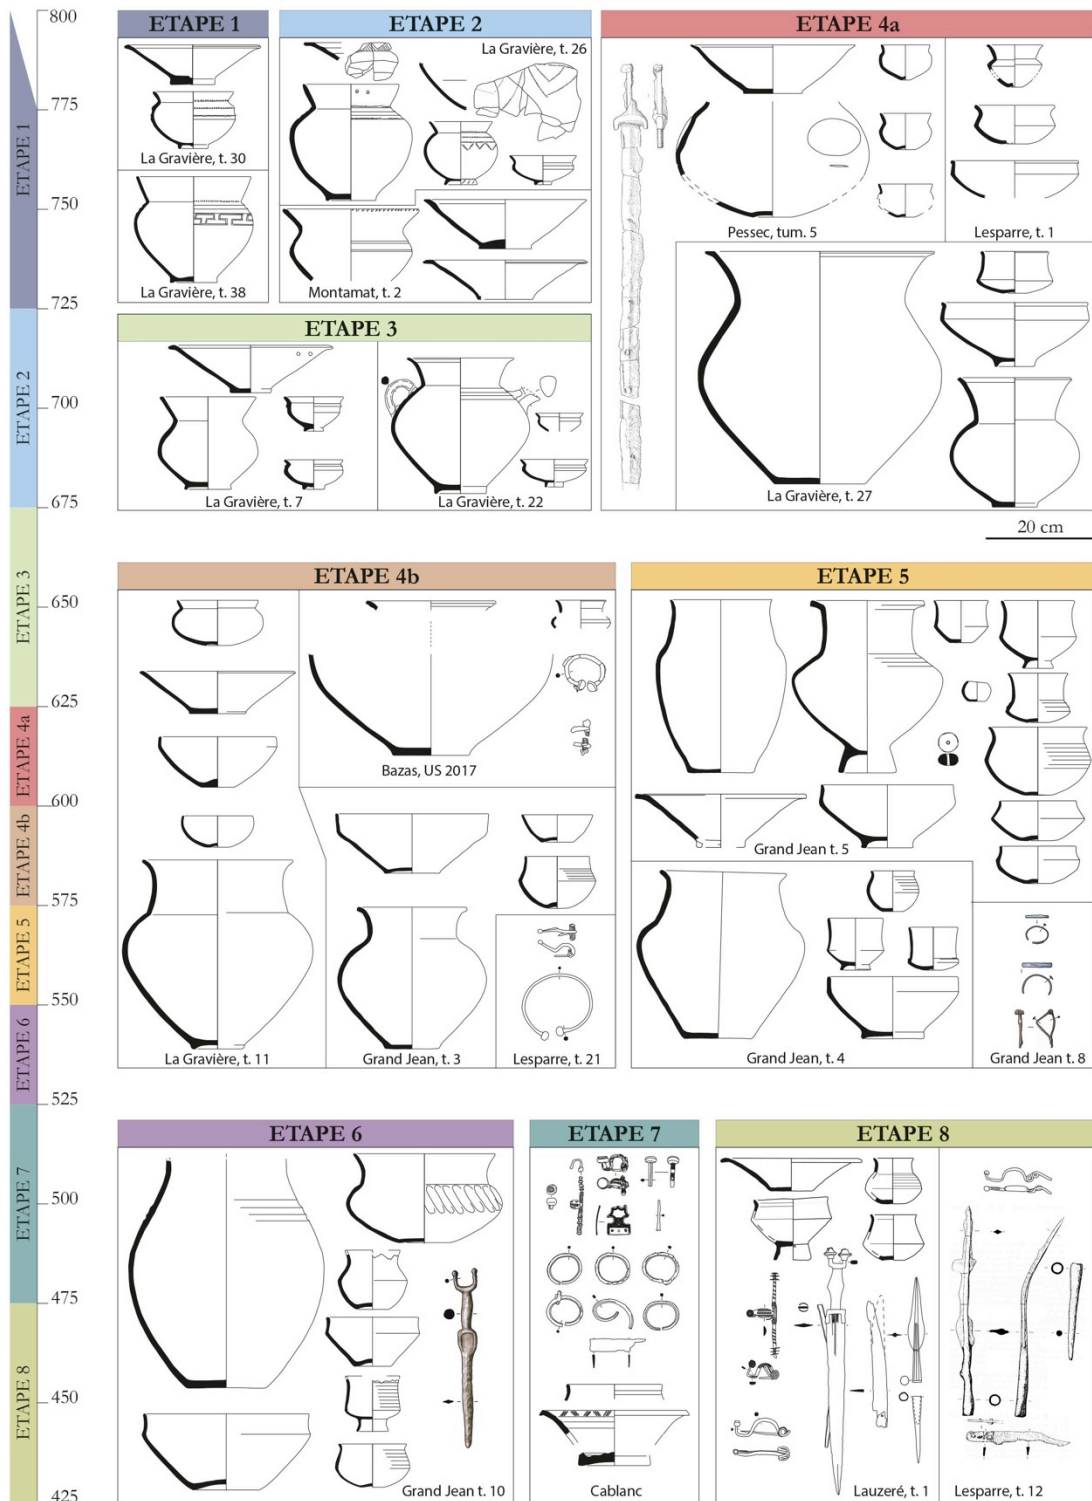 800
775
750
725
700
675
650
625
600
575
550
525
500
475
450
425
ETAPE 1
ETAPE 2
ETAPE 3
ETAPE 4a
ETAPE 4b
ETAPE 5
ETAPE 6
ETAPE 7
ETAPE 8
ETAPE 1
La Gravière, t. 30
La Gravière, t. 38
ETAPE 2
La Gravière, t. 26
Montamat, t. 2
ETAPE 3
La Gravière, t. 7
La Gravière, t. 22
ETAPE 4a
Pessec, tum. 5
Lesparre, t. 1
La Gravière, t. 27
20 cm
ETAPE 4b
Bazas, US 2017
La Gravière, t. 11
Grand Jean, t. 3
Lesparre, t. 21
ETAPE 5
Grand Jean t. 5
Grand Jean, t. 4
Grand Jean t. 8
ETAPE 6
Grand Jean t. 10
ETAPE 7
Cablanc
ETAPE 8
Lauzeré, t. 1
Lesparre, t. 12